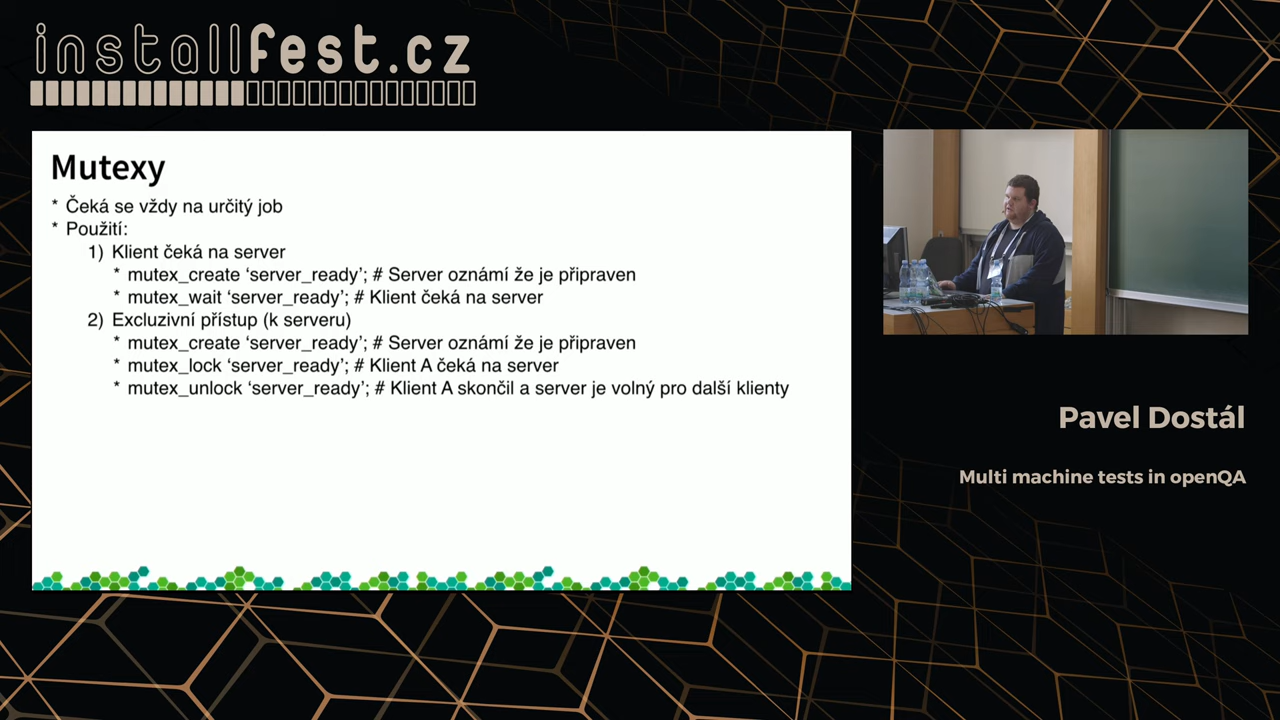 installfest.cz
Mutexy
* Čeká se vždy na určitý job
* Použití:
1) Klient čeká na server
* mutex_create ‘server_ready’; # Server oznámí že je připraven
* mutex_wait ‘server_ready’; # Klient čeká na server
2) Excluzivní přístup (k serveru)
* mutex_create ‘server_ready’; # Server oznámí že je připraven
* mutex_lock ‘server_ready’; # Klient A čeká na server
* mutex_unlock ‘server_ready’; # Klient A skončil a server je volný pro další klienty
Pavel Dostál
Multi machine tests in openQA